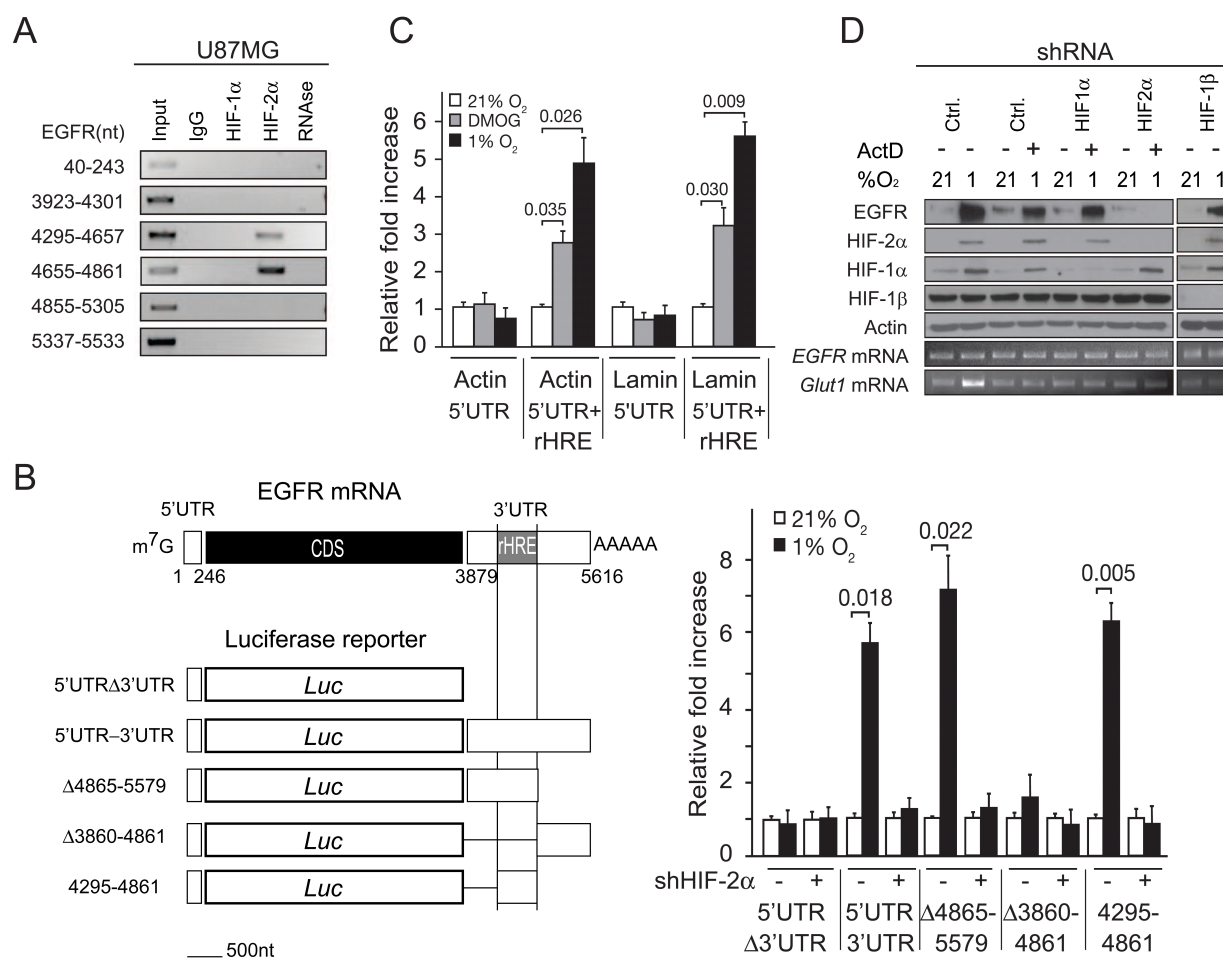 A
U87MG
EGFR(nt)
Input
IgG
HIF-1α
HIF-2α
RNAse
40-243
3923-4301
4295-4657
4655-4861
4855-5305
5337-5533
C
Relative fold increase
21% O2
DMOG
1% O2
0.026
0.035
0.030
0.009
6
5
4
3
2
1
0
Actin 5'UTR
Actin 5'UTR+ rHRE
Lamin 5'UTR
Lamin 5'UTR+ rHRE
D
shRNA
Ctrl.
Ctrl.
HIF1α
HIF2α
HIF-1β
ActD - - - + - + - + -
%O2 21 1 21 1 21 1 21 1 21 1
EGFR
HIF-2α
HIF-1α
HIF-1β
Actin
EGFR mRNA
Glut1 mRNA
B
EGFR mRNA
5'UTR
3'UTR
m7G
CDS
rHRE
AAAAA
1 246 3879 5616
Luciferase reporter
5'UTRΔ3'UTR Luc
5'UTR–3'UTR Luc
Δ4865-5579 Luc
Δ3860-4861 Luc
4295-4861 Luc
500nt
Relative fold increase
21% O2
1% O2
0.018
0.022
0.005
8
6
4
2
0
shHIF-2α - + - + - + - + - +
5'UTR Δ3'UTR
5'UTR 3'UTR
Δ4865- 5579
Δ3860- 4861
4295- 4861